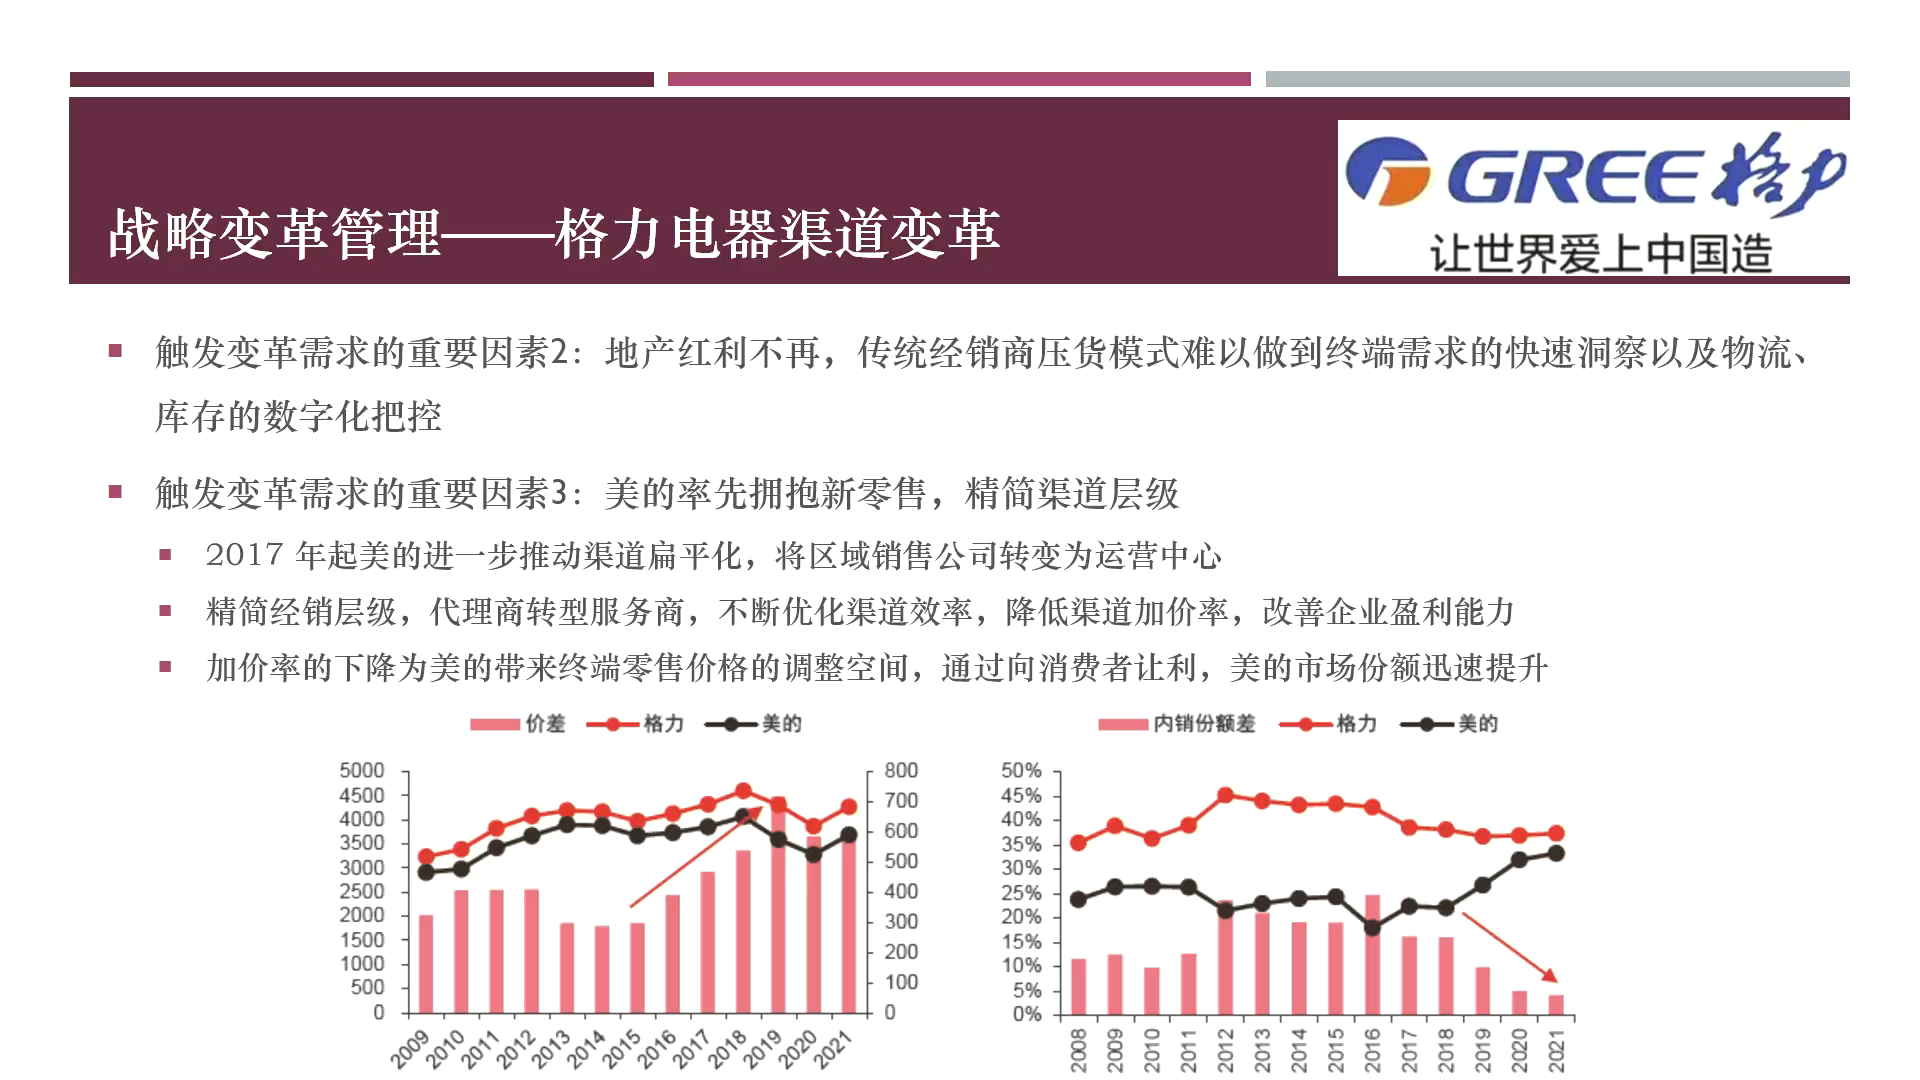 GREE格力
让世界爱上中国造
战略变革管理——格力电器渠道变革
触发变革需求的重要因素2：地产红利不再，传统经销商压货模式难以做到终端需求的快速洞察以及物流、
库存的数字化把控
触发变革需求的重要因素3：美的率先拥抱新零售，精简渠道层级
2017 年起美的进一步推动渠道扁平化，将区域销售公司转变为运营中心
精简经销层级，代理商转型服务商，不断优化渠道效率，降低渠道加价率，改善企业盈利能力
加价率的下降为美的带来终端零售价格的调整空间，通过向消费者让利，美的市场份额迅速提升
价差 格力 美的
5000 800
4500 700
4000 600
3500 500
3000 400
2500 300
2000 200
1500 100
1000 0
500
0
2009 2010 2011 2012 2013 2014 2015 2016 2017 2018 2019 2020 2021
内销份额差 格力 美的
50%
45%
40%
35%
30%
25%
20%
15%
10%
5%
0%
2008 2009 2010 2011 2012 2013 2014 2015 2016 2017 2018 2019 2020 2021